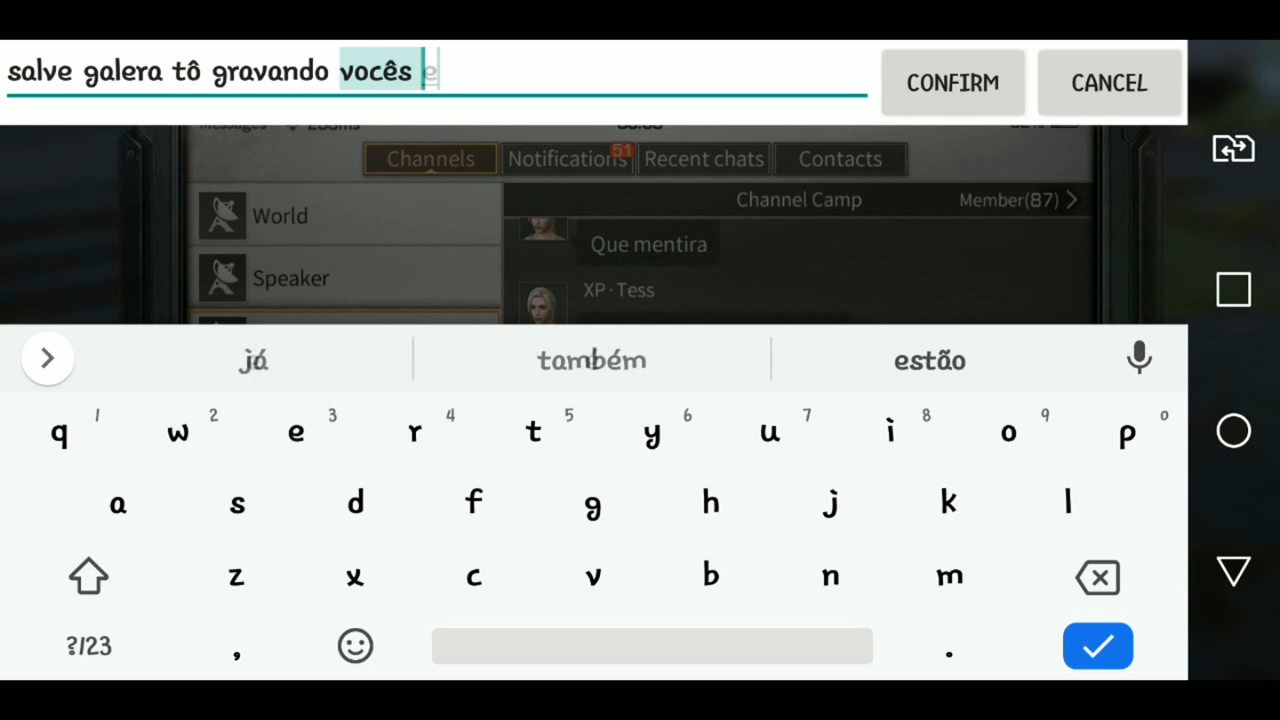 salve galera tô gravando vocês e
CONFIRM
CANCEL
Channels
Notifications
51
Recent chats
Contacts
World
Channel Camp
Member(87)
Que mentira
Speaker
XP·Tess
já
também
estão
1 2 3 4 5 6 7 8 9 0
q w e r t y u i o p
a s d f g h j k l
z x c v b n m
?123 , .